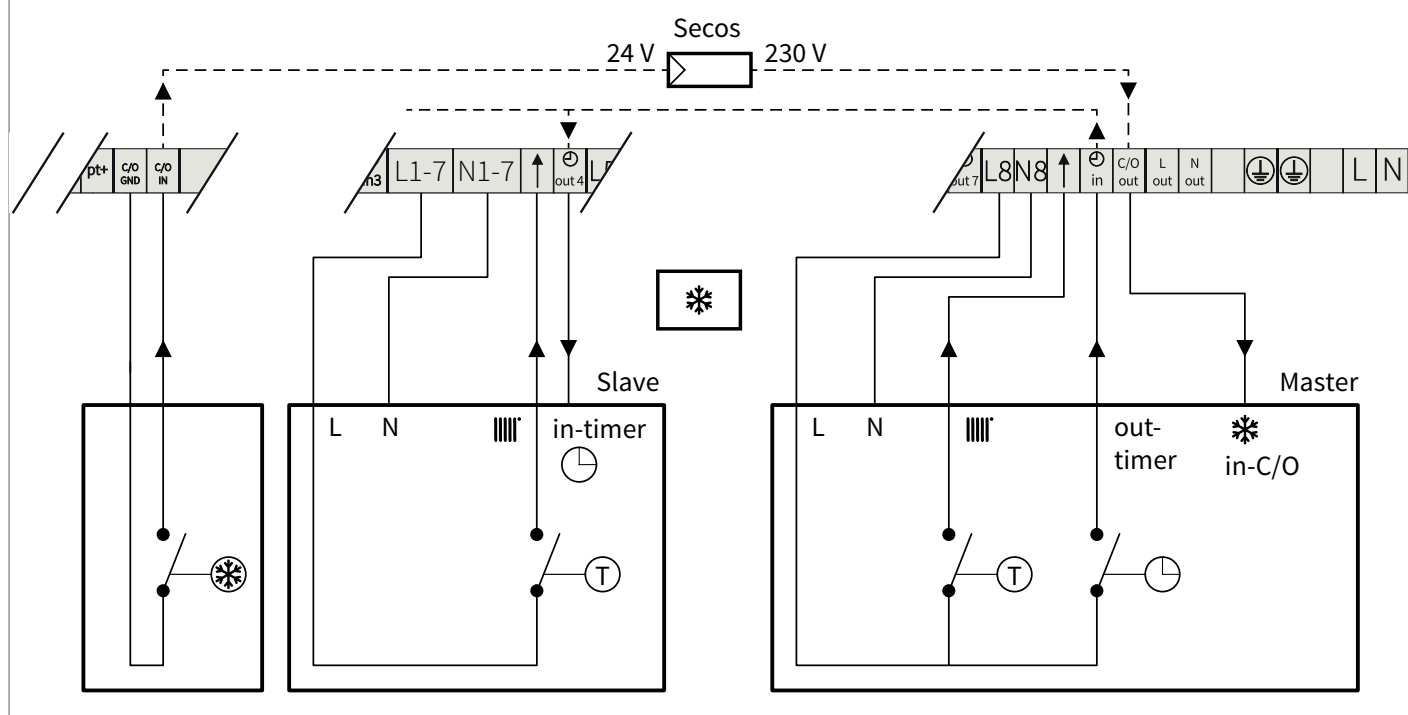 Secos
24 V 230 V
pt+ C/O GND C/O IN
n3 L1-7 N1-7 out 4
out 7 L8 N8 in C/O out L out N out L N
Slave
Master
L N in-timer
L N out-timer in-C/O
T
T